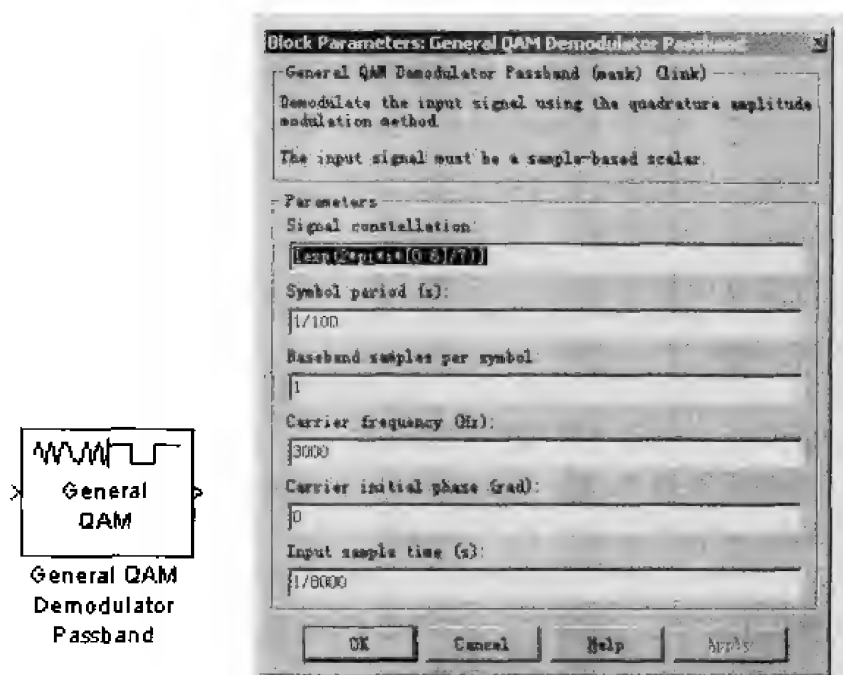 General
QAM
General QAM
Demodulator
Passband
Block Parameters: General QAM Demodulator Passband
General QAM Demodulator Passband (mask) (link)
Demodulate the input signal using the quadrature amplitude
modulation method.
The input signal must be a sample-based scalar.
Parameters
Signal constellation:
Symbol period (s):
1/100
Baseband samples per symbol
1
Carrier frequency (Hz):
3000
Carrier initial phase (rad):
0
Input sample time (s):
1/8000
OK
Cancel
Help
Apply